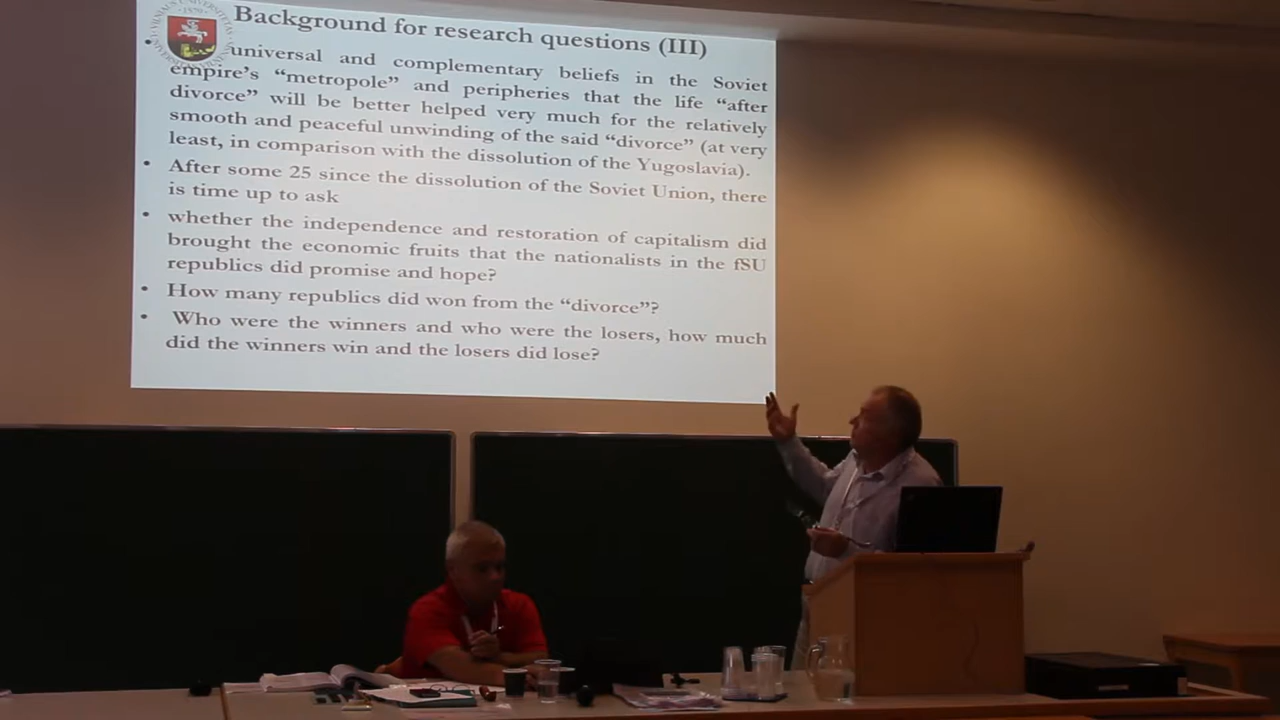 Background for research questions (III)
• universal and complementary beliefs in the Soviet
empire's “metropole” and peripheries that the life “after
divorce” will be better helped very much for the relatively
smooth and peaceful unwinding of the said “divorce” (at very
least, in comparison with the dissolution of the Yugoslavia).
• After some 25 since the dissolution of the Soviet Union, there
is time up to ask
• whether the independence and restoration of capitalism did
brought the economic fruits that the nationalists in the fSU
republics did promise and hope?
• How many republics did won from the “divorce”?
• Who were the winners and who were the losers, how much
did the winners win and the losers did lose?